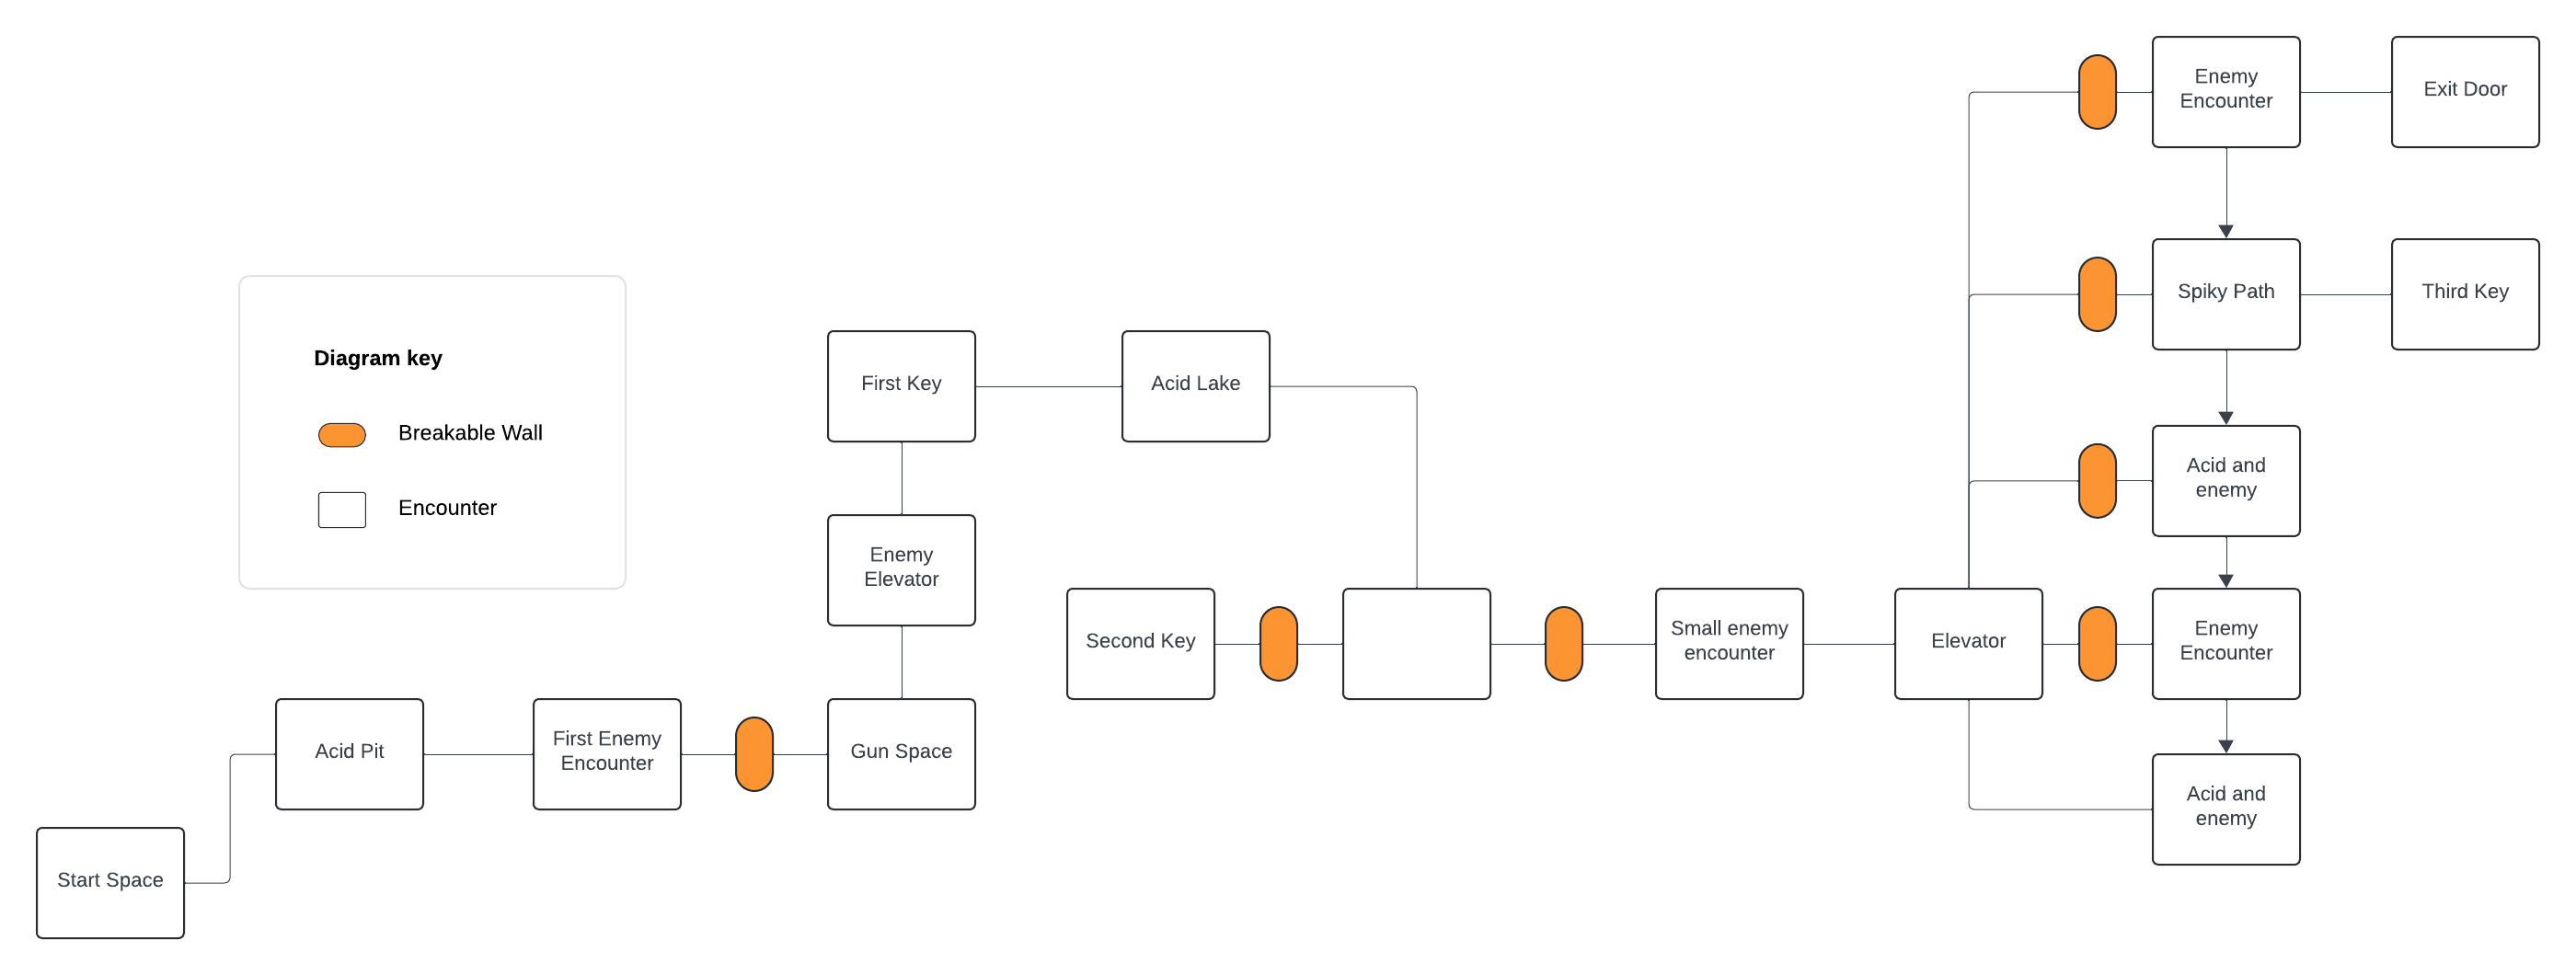 Enemy
Encounter
Exit Door
Spiky Path
Third Key
Diagram key
Breakable Wall
Encounter
First Key
Acid Lake
Acid and
enemy
Enemy
Elevator
Second Key
Small enemy
encounter
Elevator
Enemy
Encounter
Acid Pit
First Enemy
Encounter
Gun Space
Acid and
enemy
Start Space